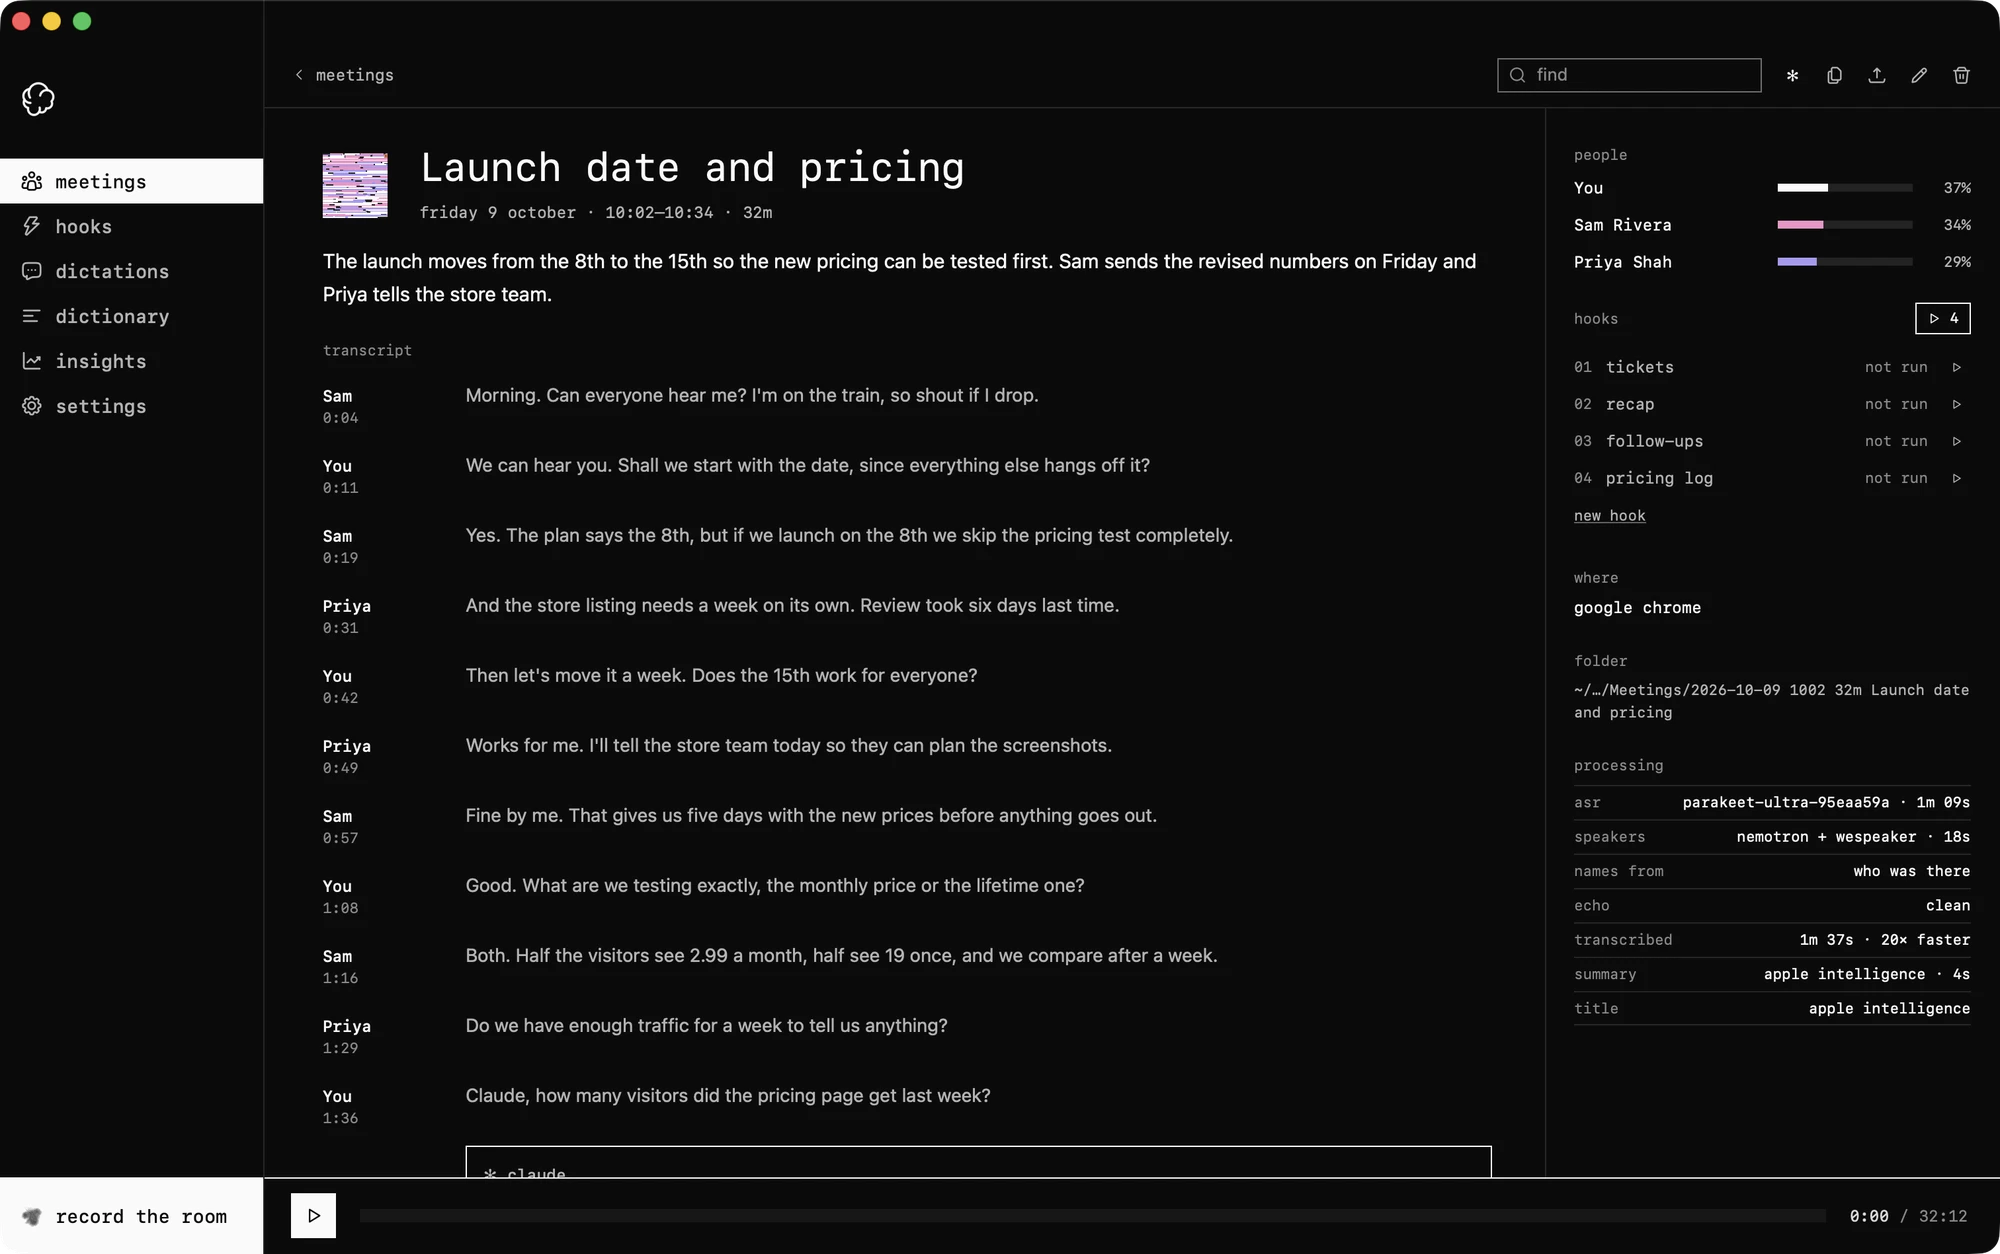 meetings
hooks
dictations
dictionary
insights
settings
record the room
meetings
find
Launch date and pricing
friday 9 october · 10:02–10:34 · 32m
The launch moves from the 8th to the 15th so the new pricing can be tested first. Sam sends the revised numbers on Friday and
Priya tells the store team.
transcript
Sam
0:04
Morning. Can everyone hear me? I'm on the train, so shout if I drop.
You
0:11
We can hear you. Shall we start with the date, since everything else hangs off it?
Sam
0:19
Yes. The plan says the 8th, but if we launch on the 8th we skip the pricing test completely.
Priya
0:31
And the store listing needs a week on its own. Review took six days last time.
You
0:42
Then let's move it a week. Does the 15th work for everyone?
Priya
0:49
Works for me. I'll tell the store team today so they can plan the screenshots.
Sam
0:57
Fine by me. That gives us five days with the new prices before anything goes out.
You
1:08
Good. What are we testing exactly, the monthly price or the lifetime one?
Sam
1:16
Both. Half the visitors see 2.99 a month, half see 19 once, and we compare after a week.
Priya
1:29
Do we have enough traffic for a week to tell us anything?
You
1:36
Claude, how many visitors did the pricing page get last week?
claude
0:00 / 32:12
people
You 37%
Sam Rivera 34%
Priya Shah 29%
hooks 4
01 tickets not run
02 recap not run
03 follow-ups not run
04 pricing log not run
new hook
where
google chrome
folder
~/…/Meetings/2026-10-09 1002 32m Launch date
and pricing
processing
asr parakeet-ultra-95eaa59a · 1m 09s
speakers nemotron + wespeaker · 18s
names from who was there
echo clean
transcribed 1m 37s · 20× faster
summary apple intelligence · 4s
title apple intelligence